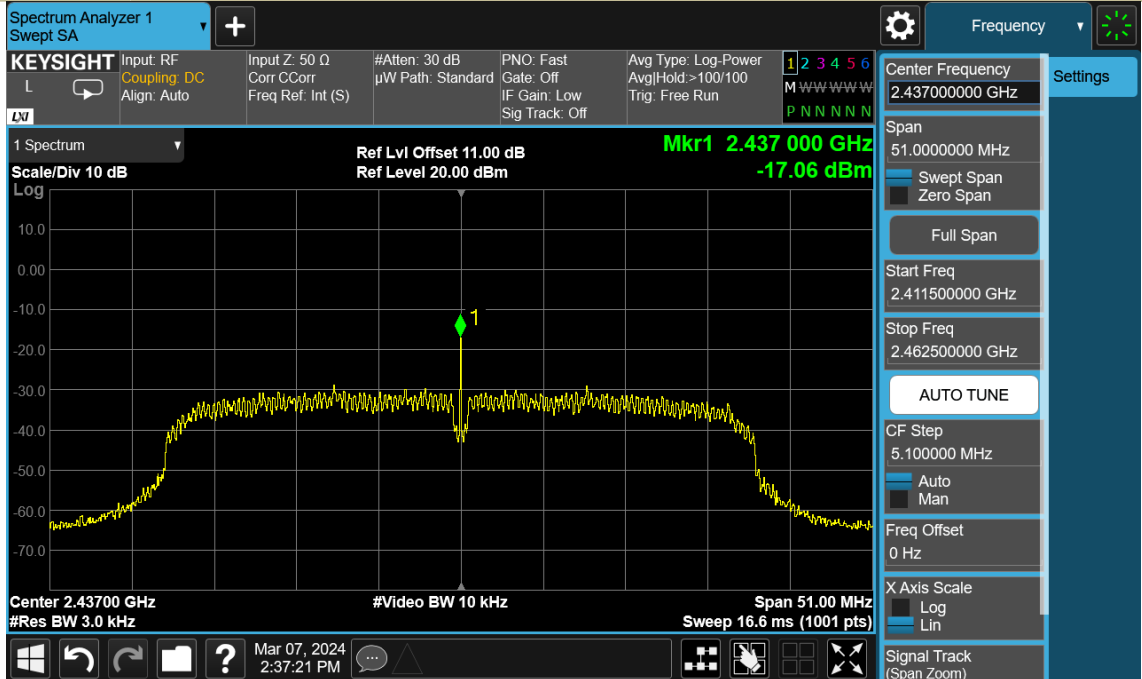 Spectrum Analyzer 1
Swept SA
+
Frequency
KEYSIGHT
L
LXI
Input: RF
Coupling: DC
Align: Auto
Input Z: 50 Ω
Corr CCorr
Freq Ref: Int (S)
#Atten: 30 dB
µW Path: Standard
PNO: Fast
Gate: Off
IF Gain: Low
Sig Track: Off
Avg Type: Log-Power
Avg|Hold:>100/100
Trig: Free Run
1 2 3 4 5 6
M W W W W W
P N N N N N
1 Spectrum
Scale/Div 10 dB
Log
Ref Lvl Offset 11.00 dB
Ref Level 20.00 dBm
Mkr1 2.437 000 GHz
-17.06 dBm
10.0
0.00
-10.0
-20.0
-30.0
-40.0
-50.0
-60.0
-70.0
1
Center 2.43700 GHz
#Res BW 3.0 kHz
#Video BW 10 kHz
Span 51.00 MHz
Sweep 16.6 ms (1001 pts)
Center Frequency
2.437000000 GHz
Settings
Span
51.0000000 MHz
Swept Span
Zero Span
Full Span
Start Freq
2.411500000 GHz
Stop Freq
2.462500000 GHz
AUTO TUNE
CF Step
5.100000 MHz
Auto
Man
Freq Offset
0 Hz
X Axis Scale
Log
Lin
Signal Track
(Span Zoom)
?
Mar 07, 2024
2:37:21 PM